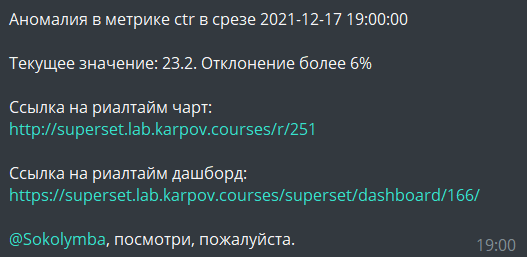 Аномалия в метрике ctr в срезе 2021-12-17 19:00:00
Текущее значение: 23.2. Отклонение более 6%
Ссылка на риалтайм чарт:
http://superset.lab.karpov.courses/r/251
Ссылка на риалтайм дашборд:
https://superset.lab.karpov.courses/superset/dashboard/166/
@Sokolymba, посмотри, пожалуйста.
19:00